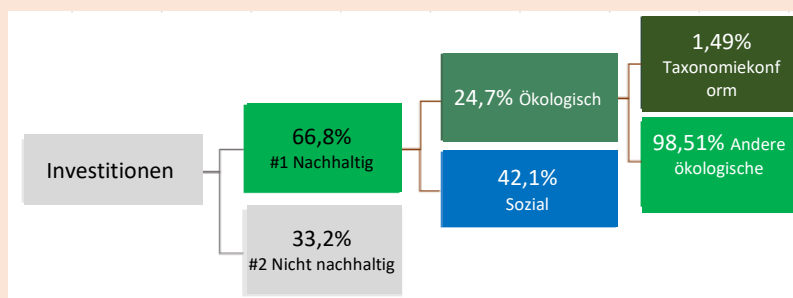 Investitionen
66,8%
#1 Nachhaltig
33,2%
#2 Nicht nachhaltig
24,7% Ökologisch
42,1%
Sozial
1,49%
Taxonomiekonf
orm
98,51% Andere
ökologische